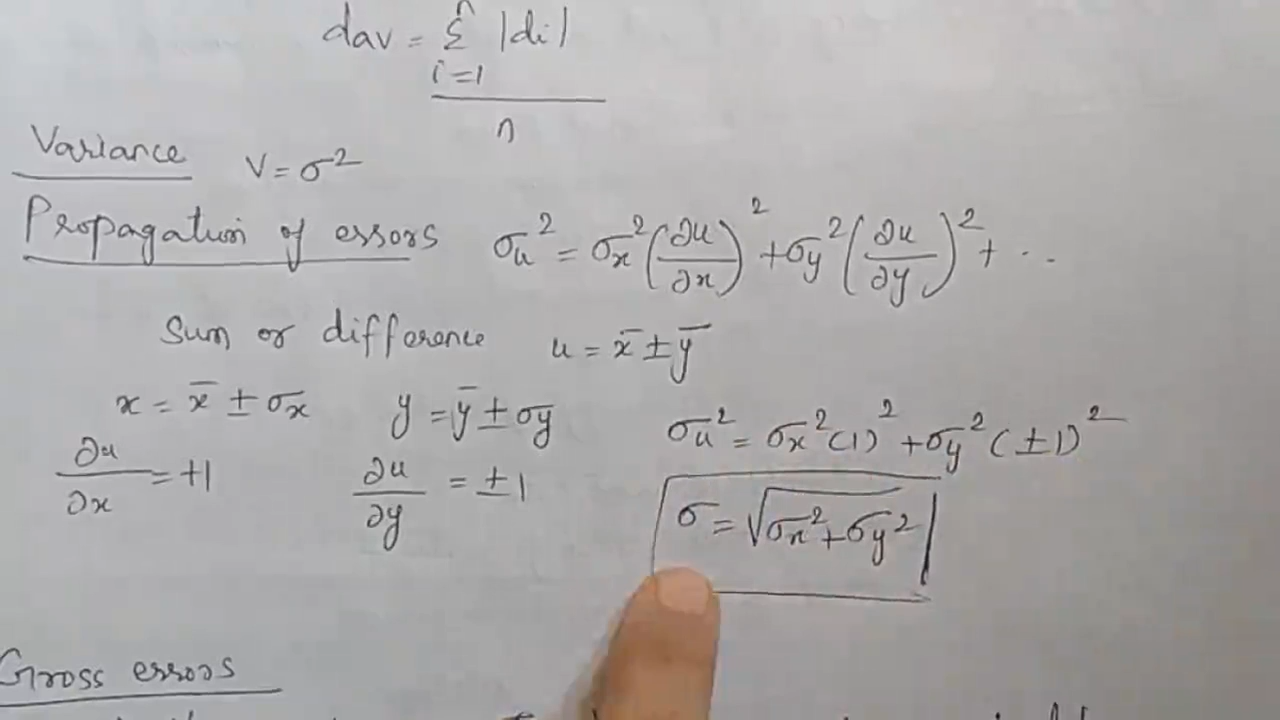 dav = Σ |di|
n
i=1
n
Variance V = σ²
Propagation of errors σu² = σx² (∂u/∂x)² + σy² (∂u/∂y)² + ...
Sum or difference u = x̄ ± ȳ
x = x̄ ± σx y = ȳ ± σy σu² = σx² (1)² + σy² (±1)²
∂u/∂x = +1 ∂u/∂y = ±1 σ = √σx² + σy²
Gross errors